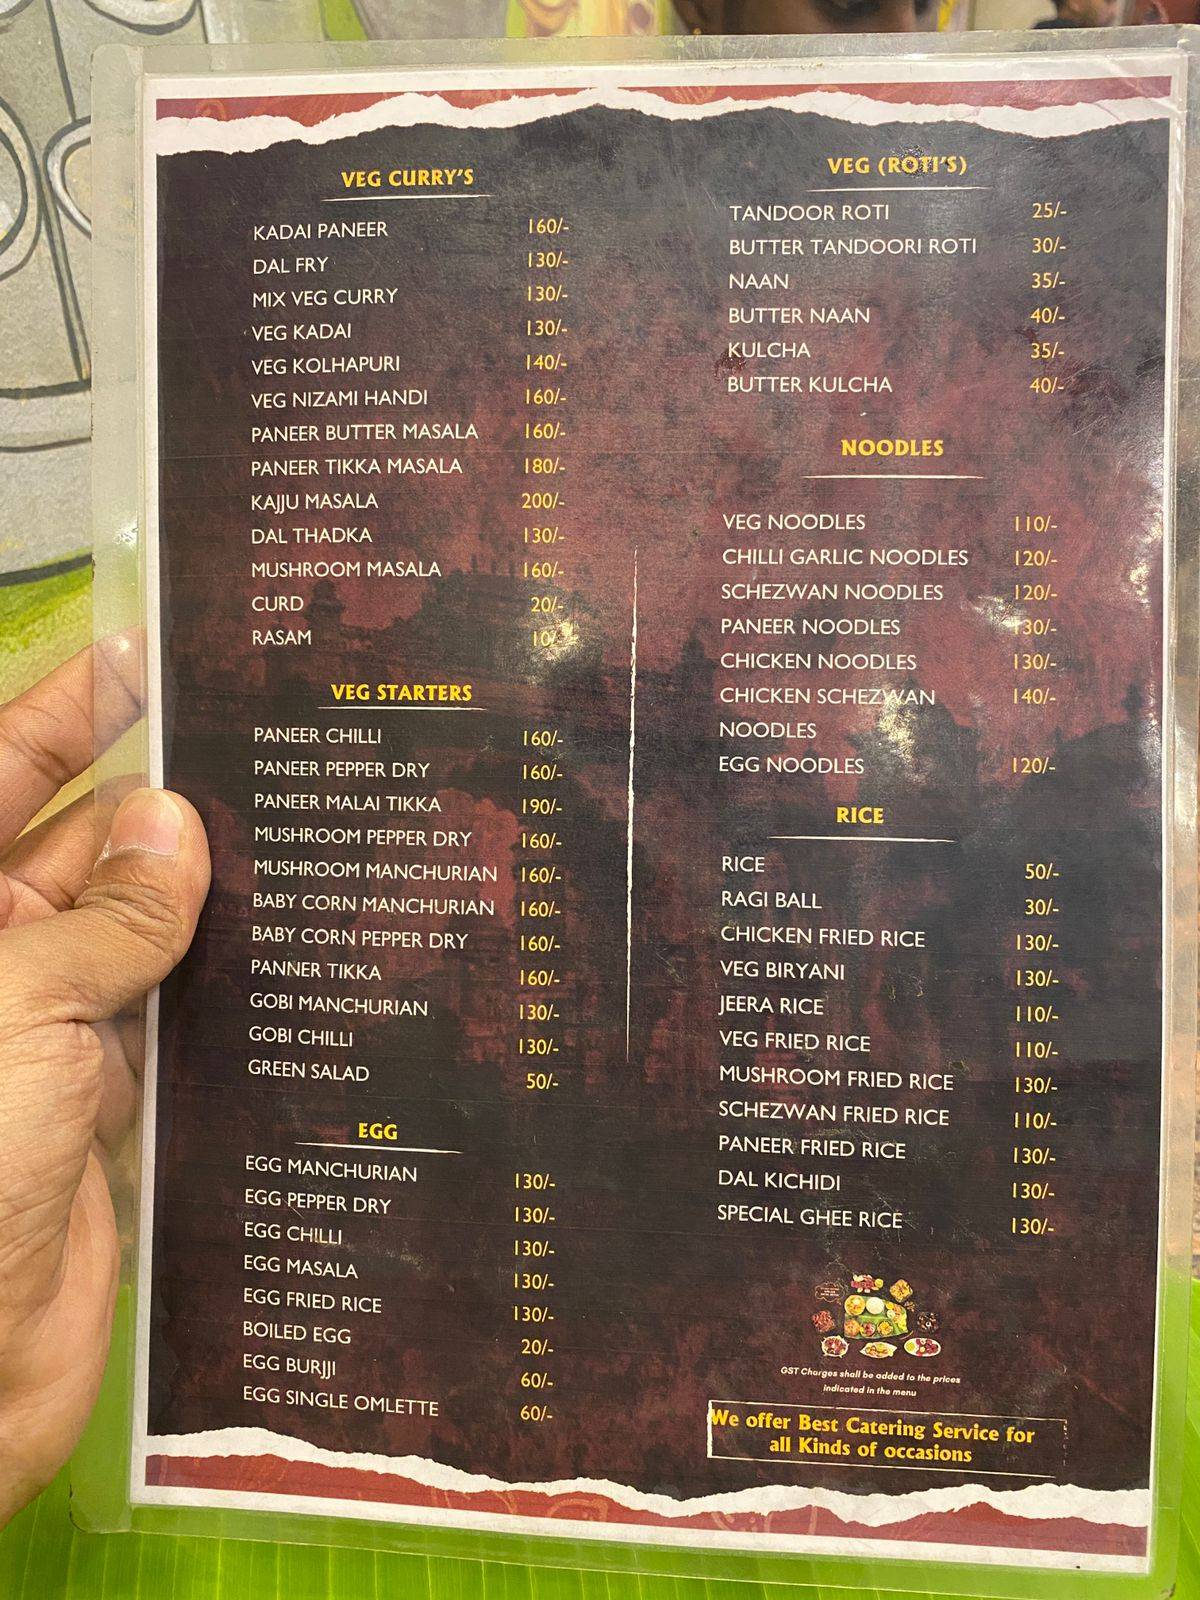 VEG CURRY'S
KADAI PANEER 160/-
DAL FRY 130/-
MIX VEG CURRY 130/-
VEG KADAI 130/-
VEG KOLHAPURI 140/-
VEG NIZAMI HANDI 160/-
PANEER BUTTER MASALA 160/-
PANEER TIKKA MASALA 180/-
KAJJU MASALA 200/-
DAL THADKA 130/-
MUSHROOM MASALA 160/-
CURD 20/-
RASAM 10/-
VEG STARTERS
PANEER CHILLI 160/-
PANEER PEPPER DRY 160/-
PANEER MALAI TIKKA 190/-
MUSHROOM PEPPER DRY 160/-
MUSHROOM MANCHURIAN 160/-
BABY CORN MANCHURIAN 160/-
BABY CORN PEPPER DRY 160/-
PANNER TIKKA 160/-
GOBI MANCHURIAN 130/-
GOBI CHILLI 130/-
GREEN SALAD 50/-
EGG
EGG MANCHURIAN 130/-
EGG PEPPER DRY 130/-
EGG CHILLI 130/-
EGG MASALA 130/-
EGG FRIED RICE 130/-
BOILED EGG 20/-
EGG BURJJI 60/-
EGG SINGLE OMLETTE 60/-
VEG (ROTI'S)
TANDOOR ROTI 25/-
BUTTER TANDOORI ROTI 30/-
NAAN 35/-
BUTTER NAAN 40/-
KULCHA 35/-
BUTTER KULCHA 40/-
NOODLES
VEG NOODLES 110/-
CHILLI GARLIC NOODLES 120/-
SCHEZWAN NOODLES 120/-
PANEER NOODLES 130/-
CHICKEN NOODLES 130/-
CHICKEN SCHEZWAN 140/-
NOODLES
EGG NOODLES 120/-
RICE
RICE 50/-
RAGI BALL 30/-
CHICKEN FRIED RICE 130/-
VEG BIRYANI 130/-
JEERA RICE 110/-
VEG FRIED RICE 110/-
MUSHROOM FRIED RICE 130/-
SCHEZWAN FRIED RICE 110/-
PANEER FRIED RICE 130/-
DAL KICHIDI 130/-
SPECIAL GHEE RICE 130/-
GST Charges shall be added to the prices
indicated in the menu
We offer Best Catering Service for
all Kinds of occasions